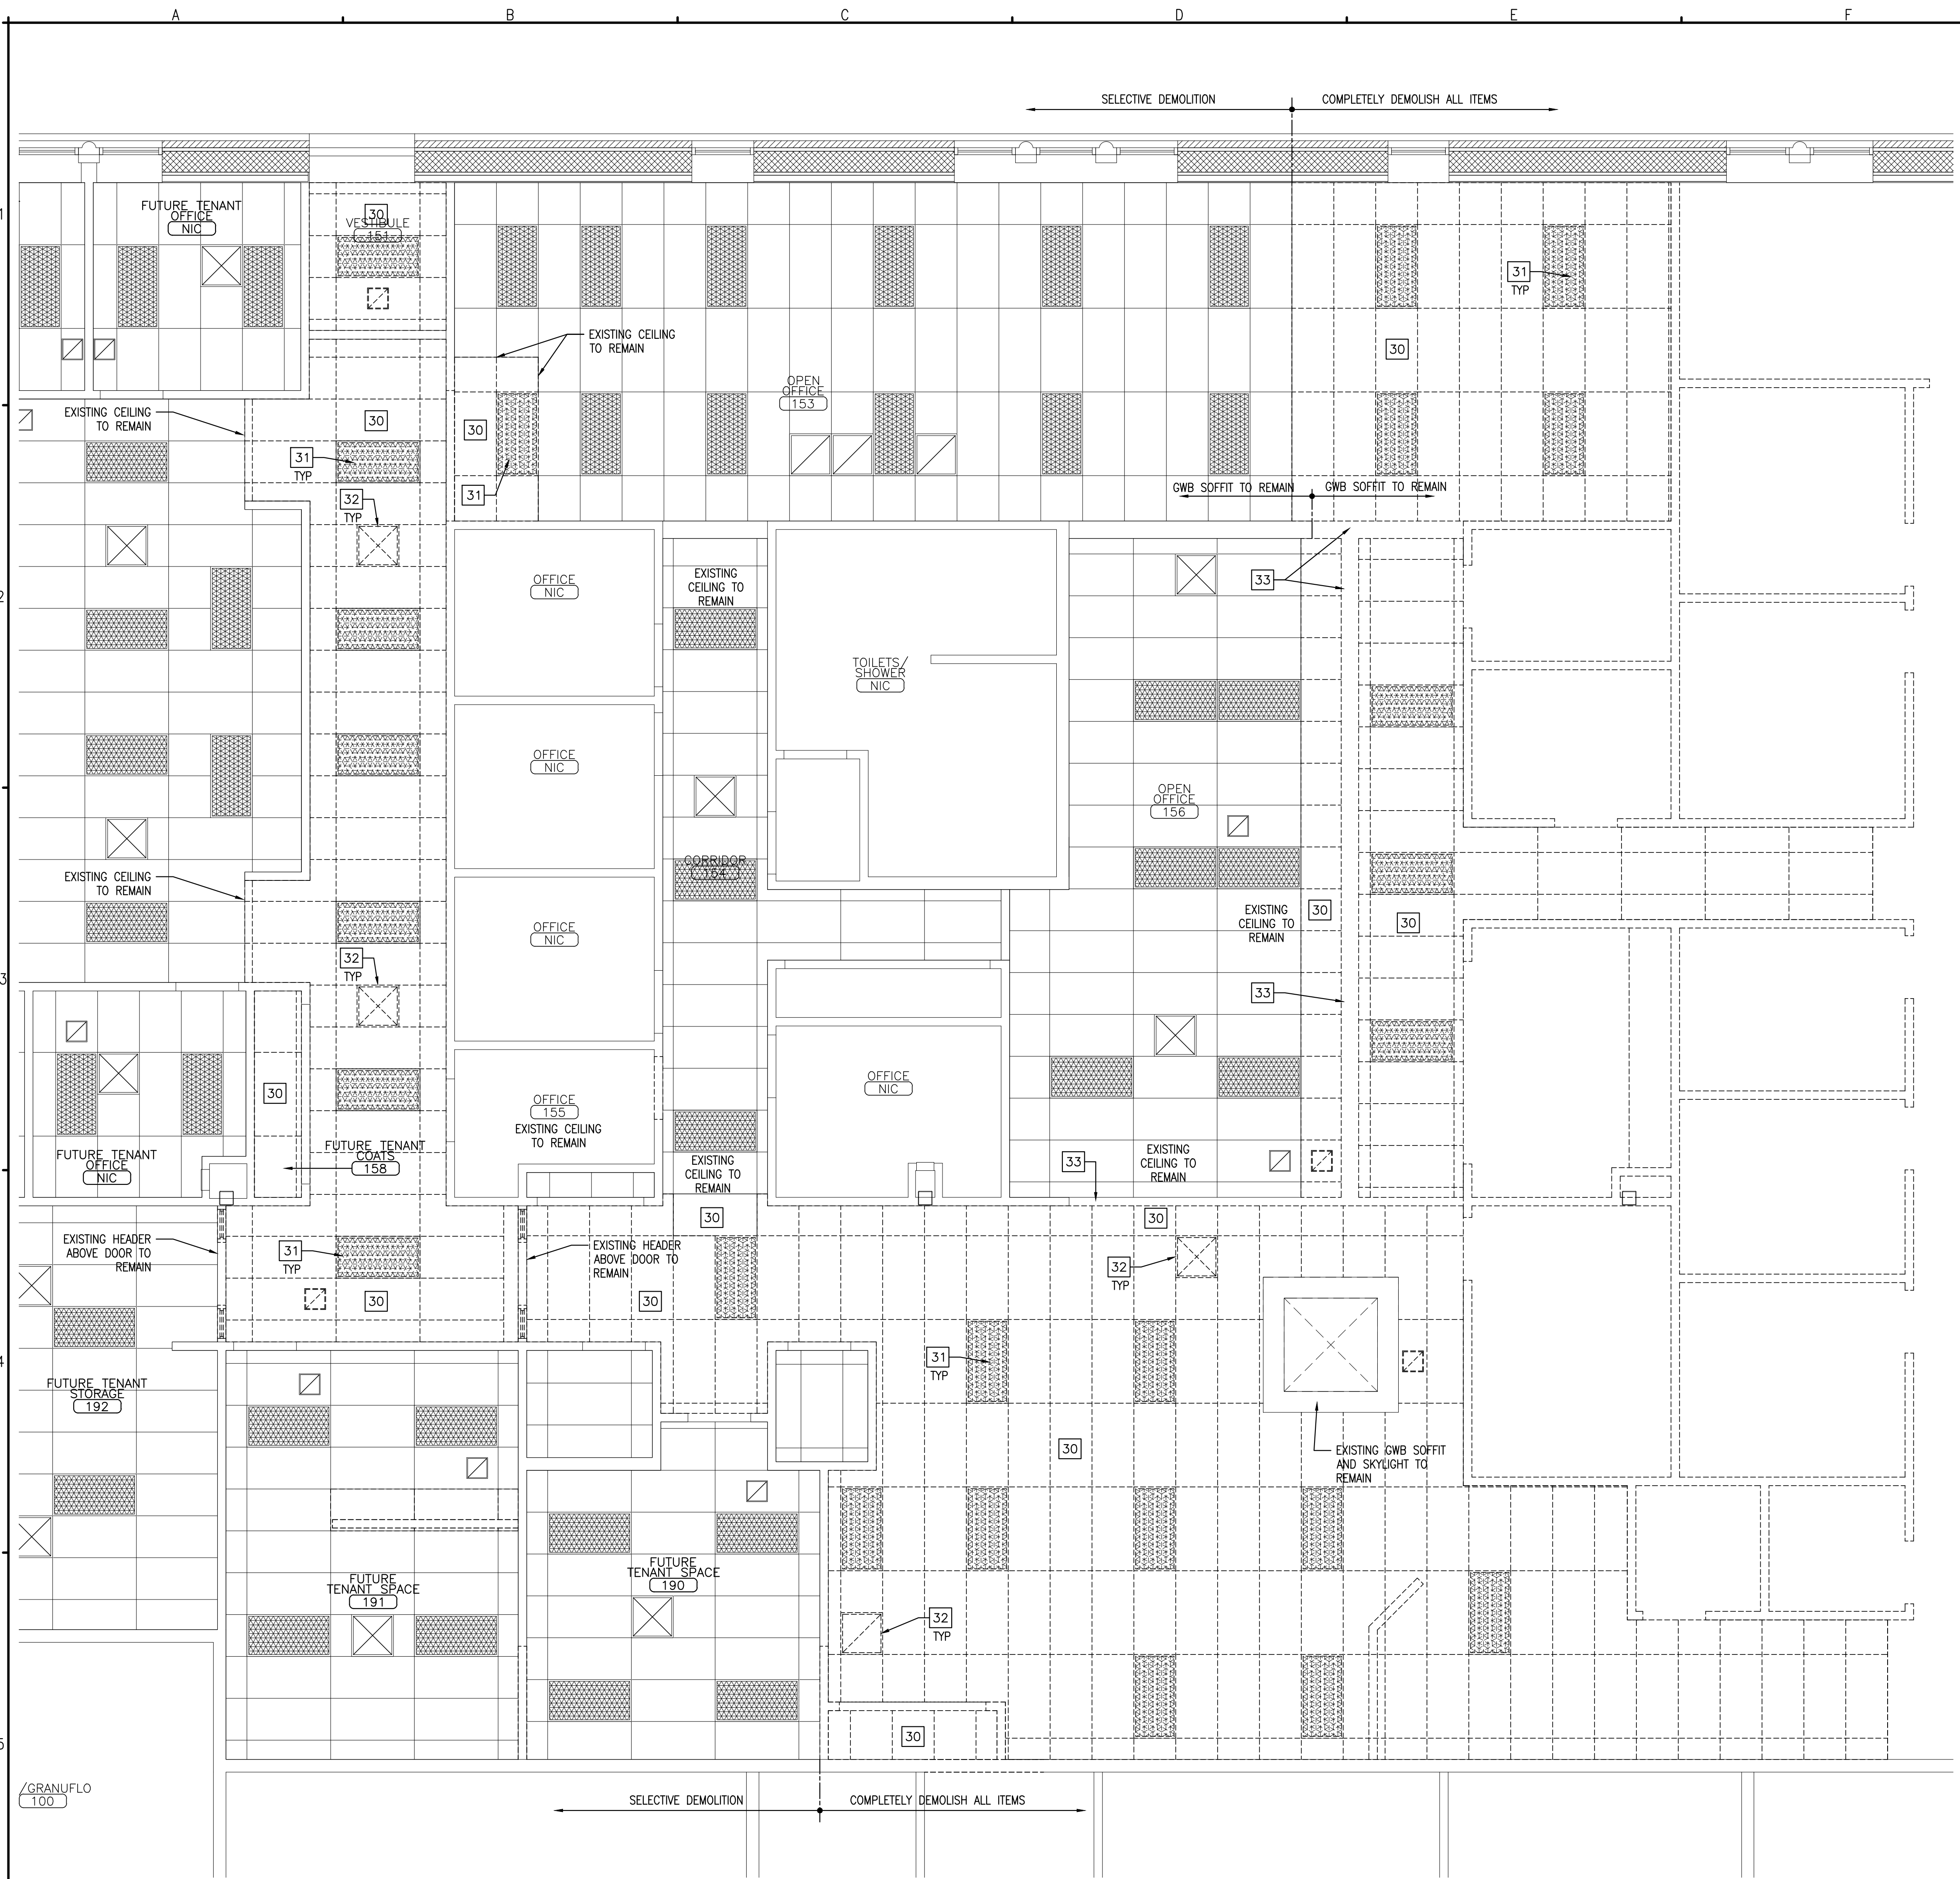 A B C D E F
SELECTIVE DEMOLITION
COMPLETELY DEMOLISH ALL ITEMS
1
FUTURE TENANT
OFFICE
NIC
30
VESTIBULE
151
31
TYP
EXISTING CEILING
TO REMAIN
30
OPEN
OFFICE
153
EXISTING CEILING
TO REMAIN
30
30
31
TYP
31
32
TYP
GWB SOFFIT TO REMAIN
GWB SOFFIT TO REMAIN
2
OFFICE
NIC
EXISTING
CEILING TO
REMAIN
33
TOILETS/
SHOWER
NIC
OFFICE
NIC
OPEN
OFFICE
156
CORRIDOR
154
EXISTING CEILING
TO REMAIN
OFFICE
NIC
EXISTING
CEILING TO
REMAIN
30
30
3
32
TYP
33
30
OFFICE
NIC
OFFICE
155
EXISTING CEILING
TO REMAIN
FUTURE TENANT
COATS
158
FUTURE TENANT
OFFICE
NIC
EXISTING
CEILING TO
REMAIN
33
EXISTING
CEILING TO
REMAIN
30
30
EXISTING HEADER
ABOVE DOOR TO
REMAIN
31
TYP
EXISTING HEADER
ABOVE DOOR TO
REMAIN
32
TYP
30
30
4
31
TYP
FUTURE TENANT
STORAGE
192
30
EXISTING GWB SOFFIT
AND SKYLIGHT TO
REMAIN
FUTURE
TENANT SPACE
191
FUTURE
TENANT SPACE
190
32
TYP
5
30
/GRANUFLO
100
SELECTIVE DEMOLITION
COMPLETELY DEMOLISH ALL ITEMS